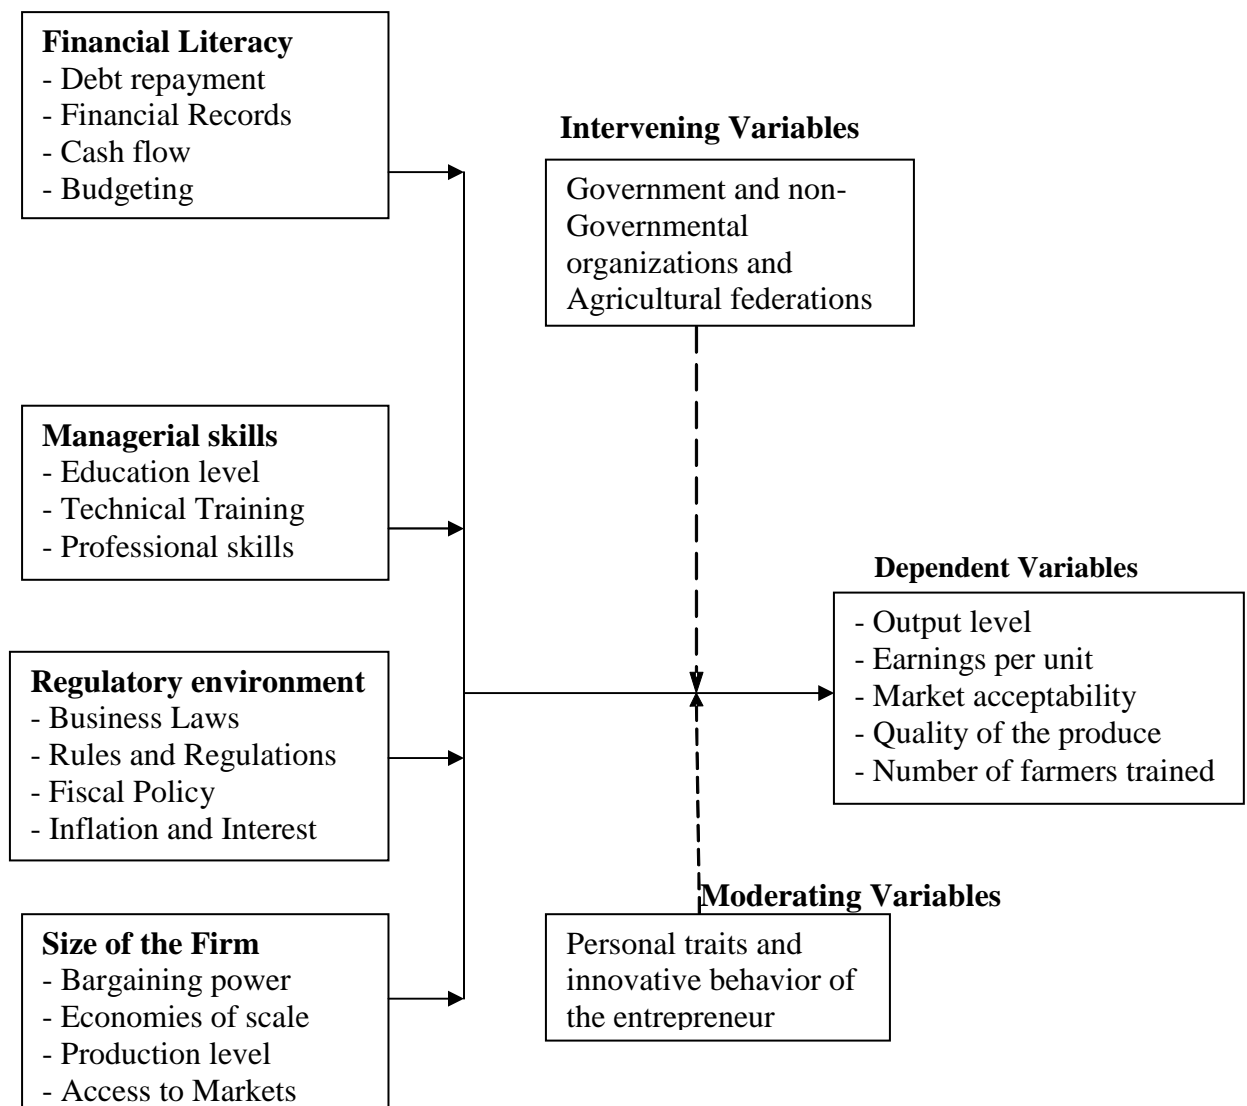 Financial Literacy
- Debt repayment
- Financial Records
- Cash flow
- Budgeting
Intervening Variables
Government and non-
Governmental
organizations and
Agricultural federations
Managerial skills
- Education level
- Technical Training
- Professional skills
Dependent Variables
- Output level
- Earnings per unit
- Market acceptability
- Quality of the produce
- Number of farmers trained
Regulatory environment
- Business Laws
- Rules and Regulations
- Fiscal Policy
- Inflation and Interest
Moderating Variables
Personal traits and
innovative behavior of
the entrepreneur
Size of the Firm
- Bargaining power
- Economies of scale
- Production level
- Access to Markets